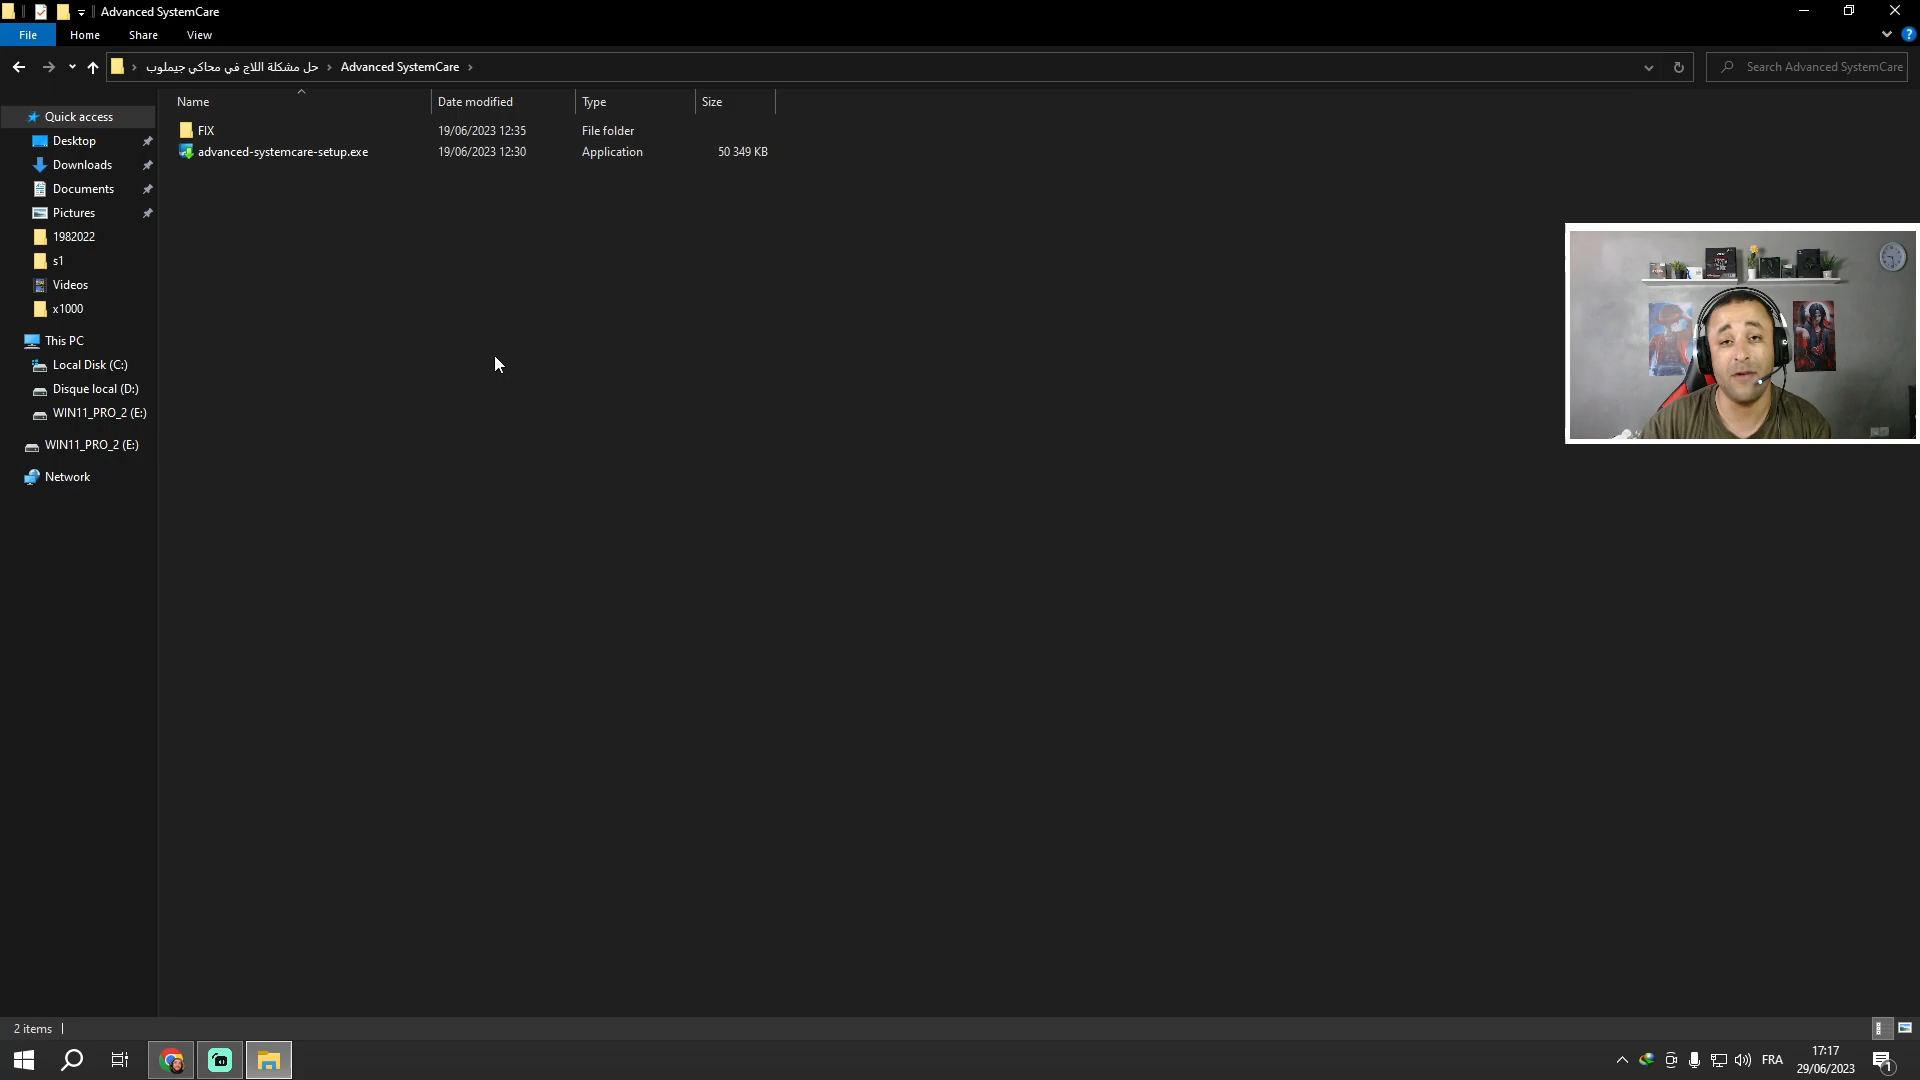 Advanced SystemCare
File Home Share View
حل مشكلة اللاج في محاكي جيملوب › Advanced SystemCare ›
Search Advanced SystemCare
Name Date modified Type Size
FIX 19/06/2023 12:35 File folder
advanced-systemcare-setup.exe 19/06/2023 12:30 Application 50 349 KB
Quick access
Desktop
Downloads
Documents
Pictures
1982022
s1
Videos
x1000
This PC
Local Disk (C:)
Disque local (D:)
WIN11_PRO_2 (E:)
WIN11_PRO_2 (E:)
Network
2 items
FRA
17:17
29/06/2023
1